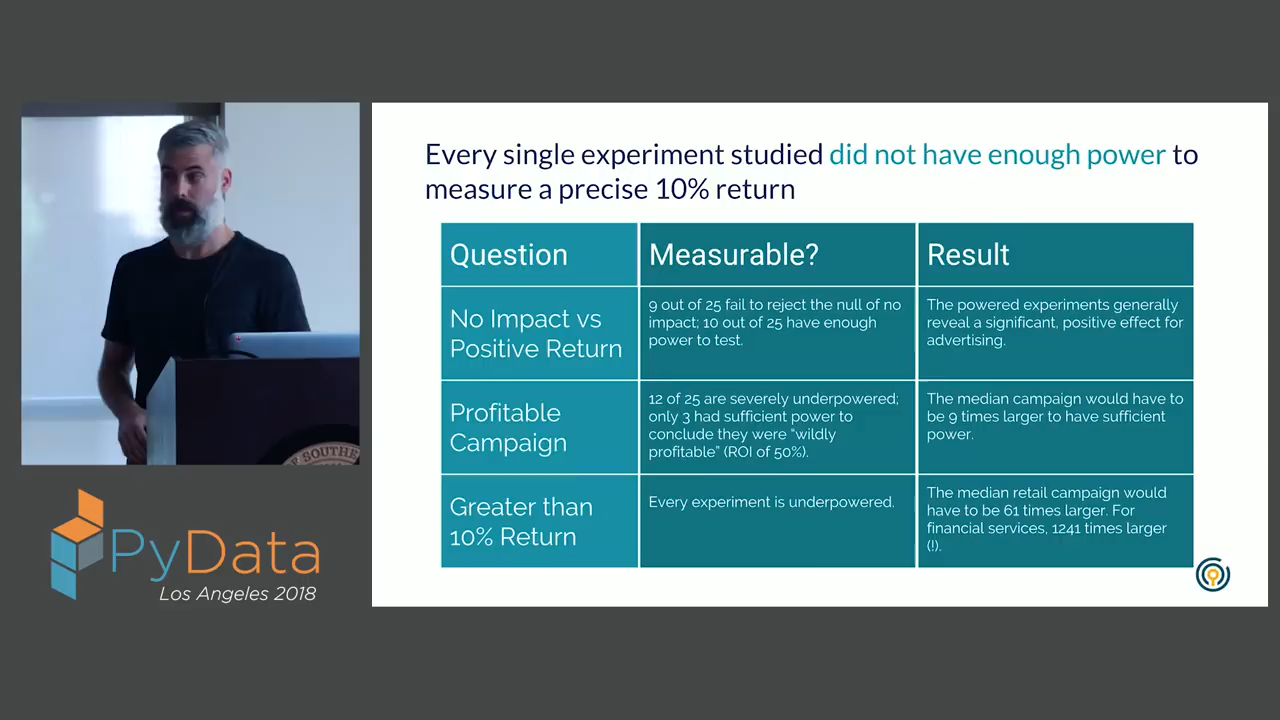 Every single experiment studied did not have enough power to
measure a precise 10% return
Question
Measurable?
Result
No Impact vs
Positive Return
9 out of 25 fail to reject the null of no
impact; 10 out of 25 have enough
power to test.
The powered experiments generally
reveal a significant, positive effect for
advertising.
Profitable
Campaign
12 of 25 are severely underpowered;
only 3 had sufficient power to
conclude they were “wildly
profitable” (ROI of 50%).
The median campaign would have to
be 9 times larger to have sufficient
power.
Greater than
10% Return
Every experiment is underpowered.
The median retail campaign would
have to be 61 times larger. For
financial services, 1241 times larger
(!).
OF SOUTHE
PyData
Los Angeles 2018